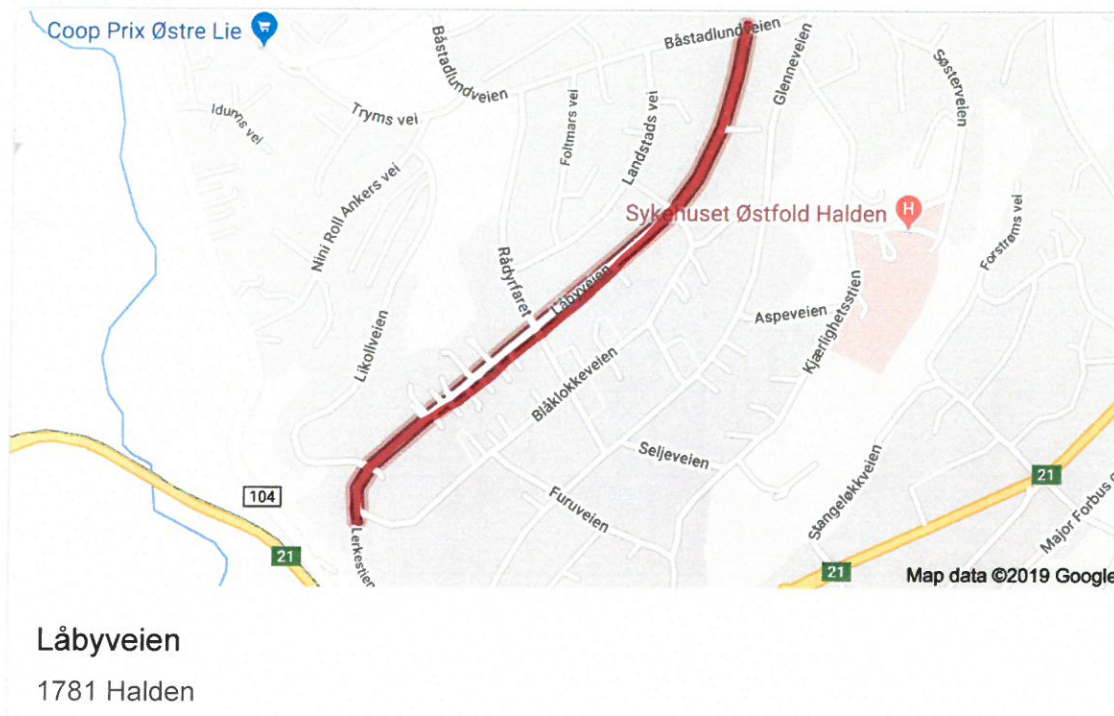 Coop Prix Østre Lie
Båstadlundveien
Båstadlundveien
Glenneveien
Søsterveien
Idums vei
Tryms vei
Foltmars vei
Landstads vei
Nini Roll Ankers vei
Sykehuset Østfold Halden
H
Forstrøms vei
Rådyrfaret
Låbyveien
Aspeveien
Kjærlighetsstien
Likollveien
Blåklokkeveien
Seljeveien
Stangeløkkveien
21
104
Furuveien
Major Forbus g
Lerkestien
21
21
Map data ©2019 Google
Låbyveien
1781 Halden